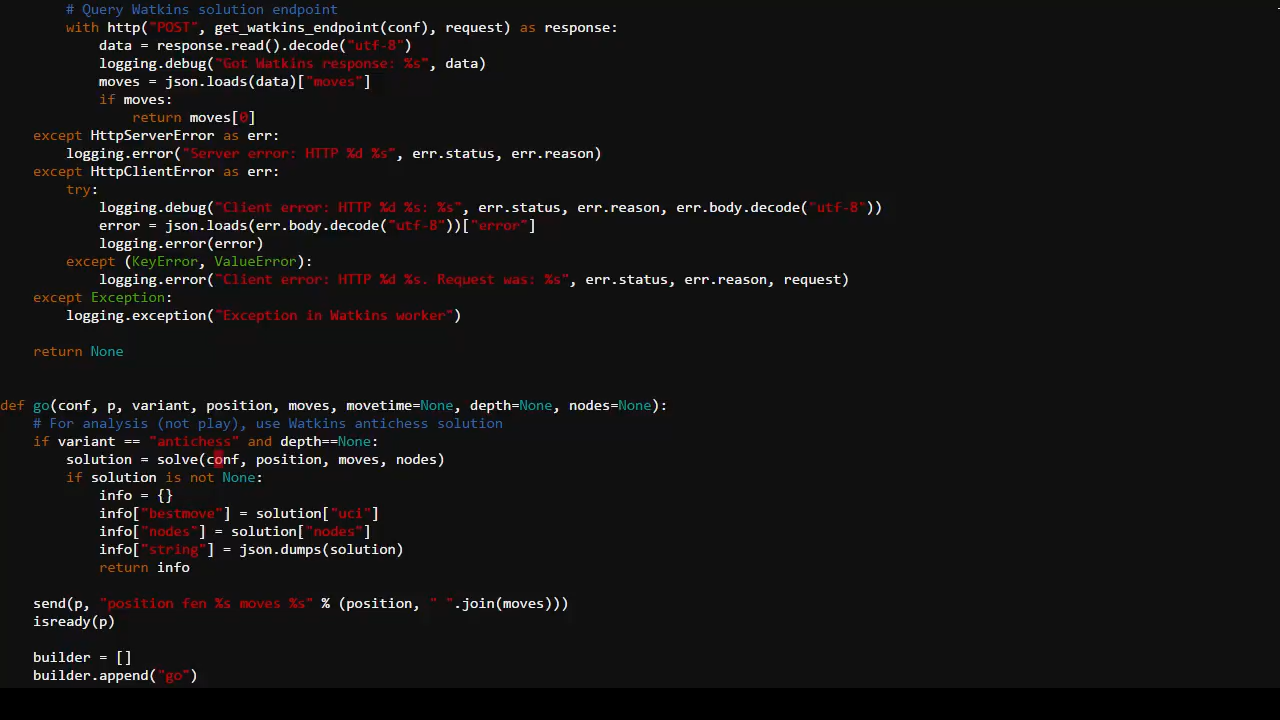 # Query Watkins solution endpoint
with http("POST", get_watkins_endpoint(conf), request) as response:
data = response.read().decode("utf-8")
logging.debug("Got Watkins response: %s", data)
moves = json.loads(data)["moves"]
if moves:
return moves[0]
except HttpServerError as err:
logging.error("Server error: HTTP %d %s", err.status, err.reason)
except HttpClientError as err:
try:
logging.debug("Client error: HTTP %d %s: %s", err.status, err.reason, err.body.decode("utf-8"))
error = json.loads(err.body.decode("utf-8"))["error"]
logging.error(error)
except (KeyError, ValueError):
logging.error("Client error: HTTP %d %s. Request was: %s", err.status, err.reason, request)
except Exception:
logging.exception("Exception in Watkins worker")
return None
def go(conf, p, variant, position, moves, movetime=None, depth=None, nodes=None):
# For analysis (not play), use Watkins antichess solution
if variant == "antichess" and depth==None:
solution = solve(conf, position, moves, nodes)
if solution is not None:
info = {}
info["bestmove"] = solution["uci"]
info["nodes"] = solution["nodes"]
info["string"] = json.dumps(solution)
return info
send(p, "position fen %s moves %s" % (position, " ".join(moves)))
isready(p)
builder = []
builder.append("go")